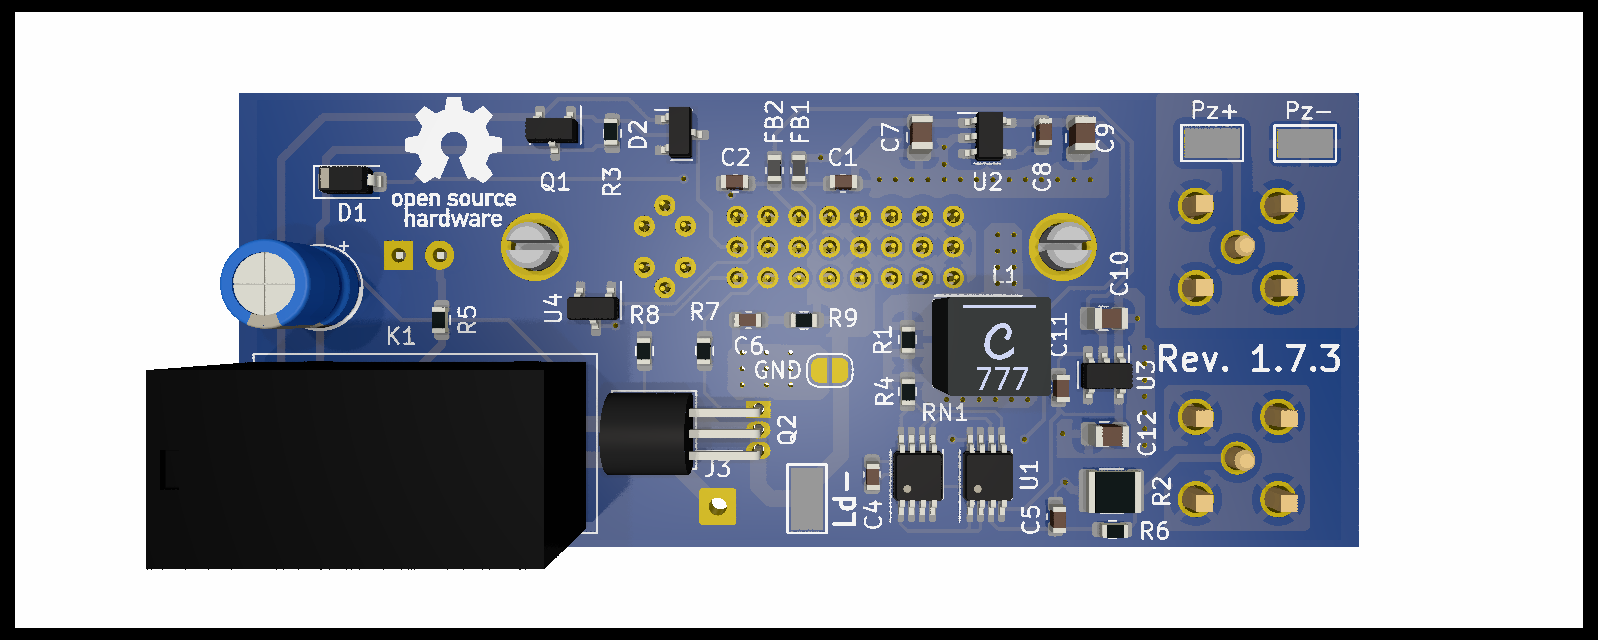 Pz+
Pz-
FB2
FB1
D2
C7
C9
C2
C1
U2
C8
Q1
R3
open source
hardware
D1
+
C10
U4
R8
R7
R9
R5
K1
C6
GND
R1
C
777
C11
Rev. 1.7.3
U3
R4
RN1
Q2
C12
J3
Ld-
C4
U1
C5
R2
R6